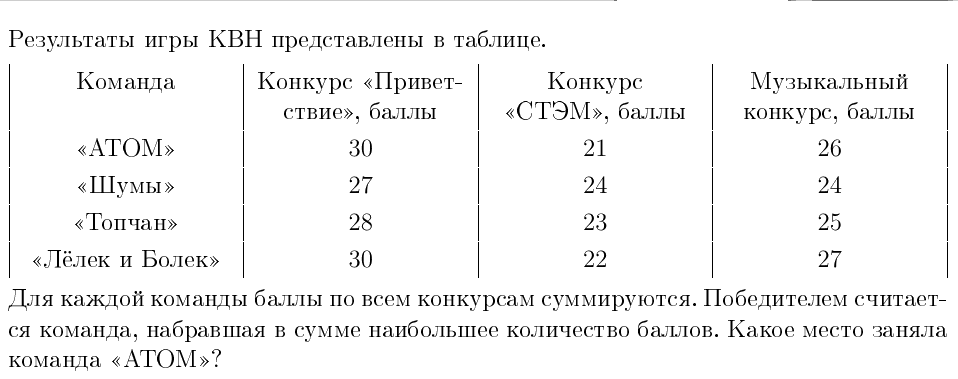 Результаты игры КВН представлены в таблице.
Команда Конкурс «Привет- Конкурс Музыкальный
ствие», баллы «СТЭМ», баллы конкурс, баллы
«АТОМ» 30 21 26
«Шумы» 27 24 24
«Топчан» 28 23 25
«Лёлек и Болек» 30 22 27
Для каждой команды баллы по всем конкурсам суммируются. Победителем считает-
ся команда, набравшая в сумме наибольшее количество баллов. Какое место заняла
команда «АТОМ»?